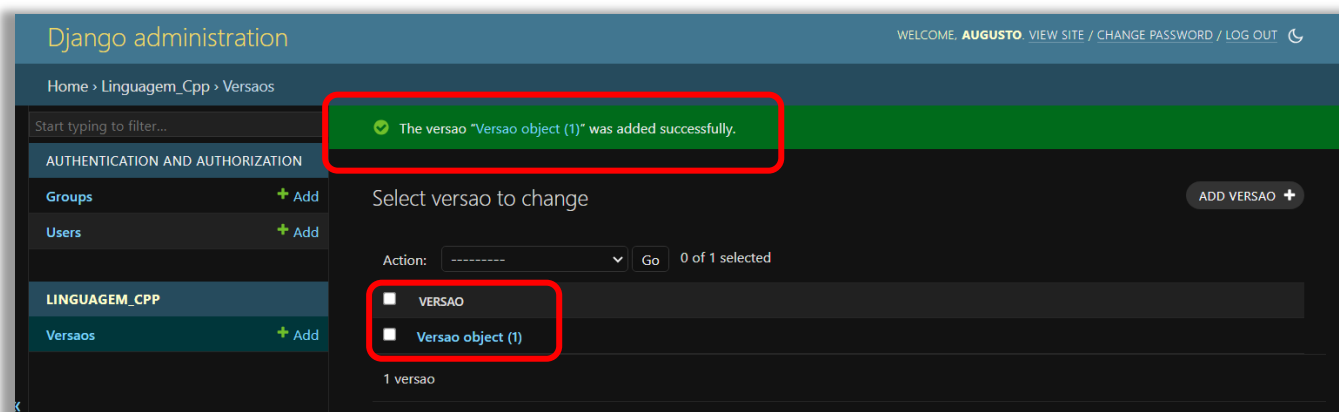 Django administration
WELCOME, AUGUSTO. VIEW SITE / CHANGE PASSWORD / LOG OUT
Home › Linguagem_Cpp › Versaos
Start typing to filter...
AUTHENTICATION AND AUTHORIZATION
Groups + Add
Users + Add
LINGUAGEM_CPP
Versaos + Add
«
The versao “Versao object (1)” was added successfully.
Select versao to change
ADD VERSAO +
Action: --------- Go 0 of 1 selected
VERSAO
Versao object (1)
1 versao